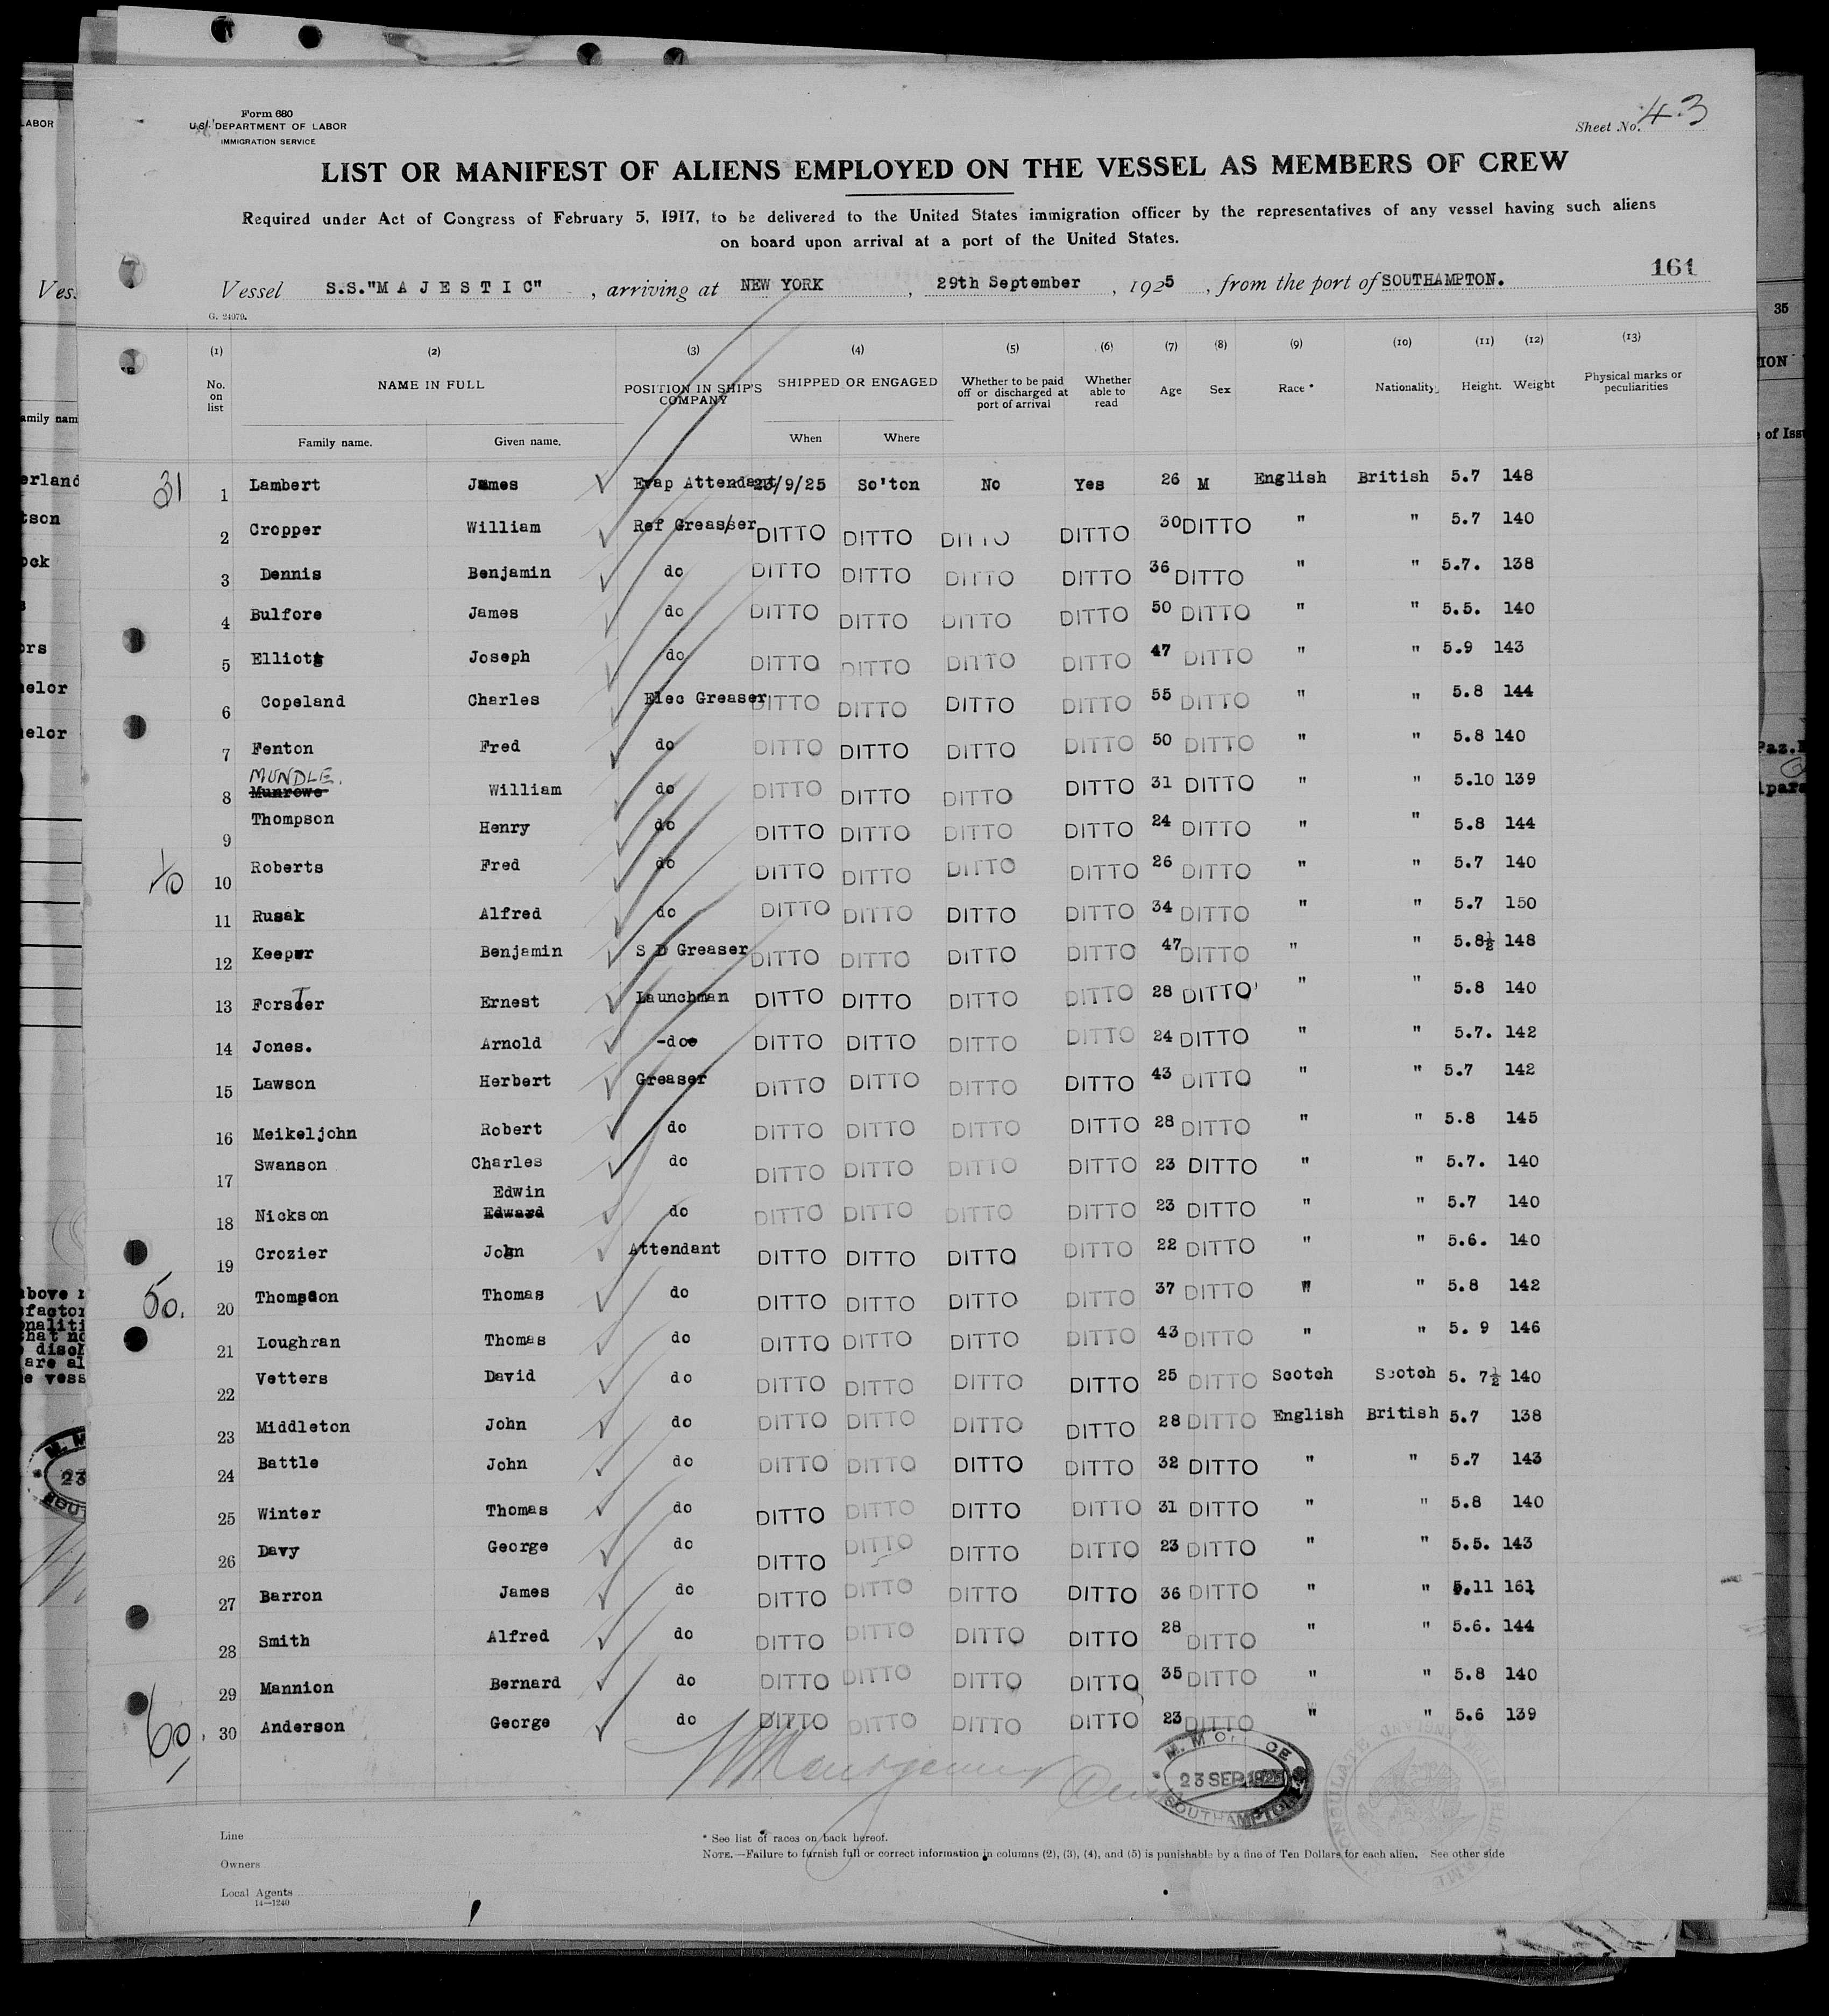 Form 680
U.S. DEPARTMENT OF LABOR
IMMIGRATION SERVICE
Sheet No. 43
LIST OR MANIFEST OF ALIENS EMPLOYED ON THE VESSEL AS MEMBERS OF CREW
Required under Act of Congress of February 5, 1917, to be delivered to the United States immigration officer by the representatives of any vessel having such aliens
on board upon arrival at a port of the United States.
161
Vessel S.S."M A J E S T I C", arriving at NEW YORK, 29th September, 1925, from the port of SOUTHAMPTON.
G. 24979.
(1) (2) (3) (4) (5) (6) (7) (8) (9) (10) (11) (12) (13)
No. on list NAME IN FULL POSITION IN SHIP'S COMPANY SHIPPED OR ENGAGED Whether to be paid off or discharged at port of arrival Whether able to read Age Sex Race * Nationality Height. Weight Physical marks or peculiarities
Family name. Given name. When Where
31 1 Lambert James Evap Attendant 23/9/25 So'ton No Yes 26 M English British 5.7 148
2 Cropper William Ref Greasser DITTO DITTO DITTO DITTO 30 DITTO " " 5.7 140
3 Dennis Benjamin do DITTO DITTO DITTO DITTO 36 DITTO " " 5.7. 138
4 Bulfore James do DITTO DITTO DITTO DITTO 50 DITTO " " 5.5. 140
5 Elliott Joseph do DITTO DITTO DITTO DITTO 47 DITTO " " 5.9 143
6 Copeland Charles Elec Greaser DITTO DITTO DITTO DITTO 55 DITTO " " 5.8 144
7 Fenton Fred do DITTO DITTO DITTO DITTO 50 DITTO " " 5.8 140
MUNDLE.
8 Munrowe William do DITTO DITTO DITTO DITTO 31 DITTO " " 5.10 139
9 Thompson Henry do DITTO DITTO DITTO DITTO 24 DITTO " " 5.8 144
10 10 Roberts Fred do DITTO DITTO DITTO DITTO 26 DITTO " " 5.7 140
11 Rusak Alfred do DITTO DITTO DITTO DITTO 34 DITTO " " 5.7 150
12 Keeper Benjamin S D Greaser DITTO DITTO DITTO DITTO 47 DITTO " " 5.8½ 148
13 Forster Ernest Launchman DITTO DITTO DITTO DITTO 28 DITTO " " 5.8 140
14 Jones. Arnold -do- DITTO DITTO DITTO DITTO 24 DITTO " " 5.7. 142
15 Lawson Herbert Greaser DITTO DITTO DITTO DITTO 43 DITTO " " 5.7 142
16 Meikeljohn Robert do DITTO DITTO DITTO DITTO 28 DITTO " " 5.8 145
17 Swanson Charles do DITTO DITTO DITTO DITTO 23 DITTO " " 5.7. 140
Edwin
18 Nickson Edward do DITTO DITTO DITTO DITTO 23 DITTO " " 5.7 140
19 Crozier John Attendant DITTO DITTO DITTO DITTO 22 DITTO " " 5.6. 140
50. 20 Thompson Thomas do DITTO DITTO DITTO DITTO 37 DITTO " " 5.8 142
21 Loughran Thomas do DITTO DITTO DITTO DITTO 43 DITTO " " 5. 9 146
22 Vetters David do DITTO DITTO DITTO DITTO 25 DITTO Scotch Scotch 5. 7½ 140
23 Middleton John do DITTO DITTO DITTO DITTO 28 DITTO English British 5.7 138
24 Battle John do DITTO DITTO DITTO DITTO 32 DITTO " " 5.7 143
25 Winter Thomas do DITTO DITTO DITTO DITTO 31 DITTO " " 5.8 140
26 Davy George do DITTO DITTO DITTO DITTO 23 DITTO " " 5.5. 143
27 Barron James do DITTO DITTO DITTO DITTO 36 DITTO " " 5.11 161
28 Smith Alfred do DITTO DITTO DITTO DITTO 28 DITTO " " 5.6. 144
29 Mannion Bernard do DITTO DITTO DITTO DITTO 35 DITTO " " 5.8 140
60. 30 Anderson George do DITTO DITTO DITTO DITTO 23 DITTO " " 5.6 139
M. M OFFICE
23 SEP 1925
SOUTHAMPTON
Line
Owners
Local Agents
14—1240
* See list of races on back hereof.
NOTE.—Failure to furnish full or correct information in columns (2), (3), (4), and (5) is punishable by a fine of Ten Dollars for each alien. See other side